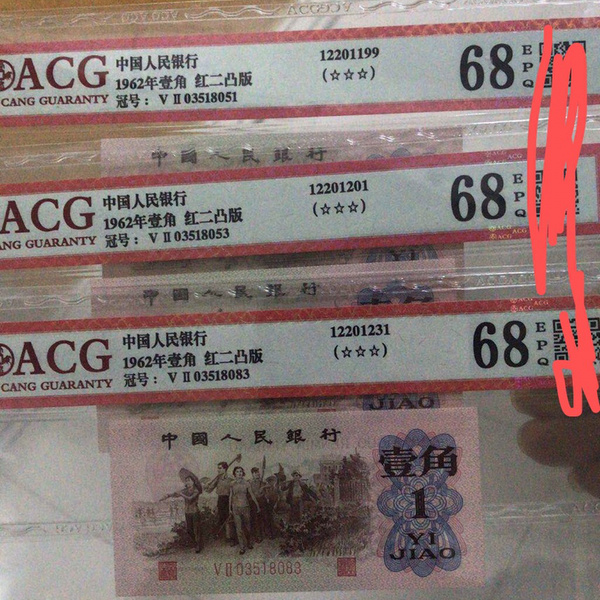 ACG
CANG GUARANTY
中国人民银行
1962年壹角 红二凸版
冠号：V II 03518051
12201199
(☆☆☆)
68
EPQ
中國人民銀行
ACG
CANG GUARANTY
中国人民银行
1962年壹角 红二凸版
冠号：V II 03518053
12201201
(☆☆☆)
68
EPQ
YI
中國人民銀行
ACG
CANG GUARANTY
中国人民银行
1962年壹角 红二凸版
冠号：V II 03518083
12201231
(☆☆☆)
68
EPQ
JIAO
中國人民銀行
壹角
1
YI
JIAO
V II 03518083